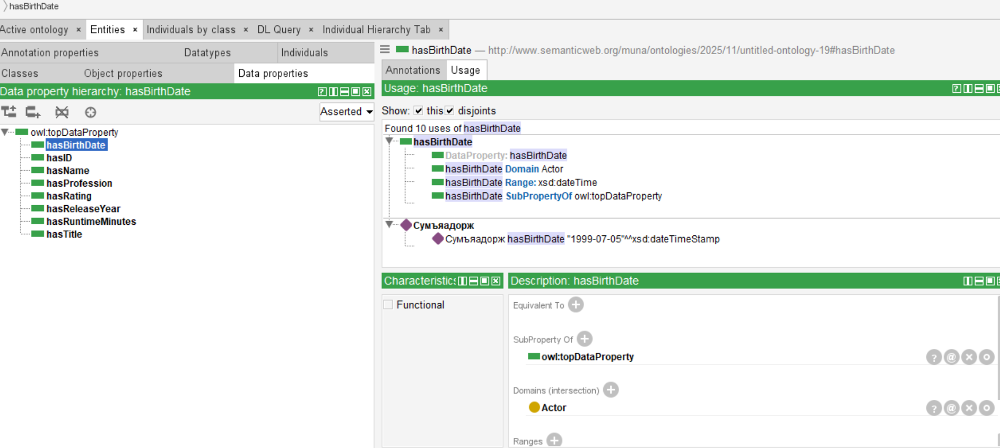 hasBirthDate
Active ontology × Entities × Individuals by class × DL Query × Individual Hierarchy Tab ×
Annotation properties Datatypes Individuals
Classes Object properties Data properties
Data property hierarchy: hasBirthDate
Asserted
owl:topDataProperty
hasBirthDate
hasID
hasName
hasProfession
hasRating
hasReleaseYear
hasRuntimeMinutes
hasTitle
hasBirthDate — http://www.semanticweb.org/muna/ontologies/2025/11/untitled-ontology-19#hasBirthDate
Annotations Usage
Usage: hasBirthDate
Show: this disjoints
Found 10 uses of hasBirthDate
hasBirthDate
DataProperty: hasBirthDate
hasBirthDate Domain Actor
hasBirthDate Range: xsd:dateTime
hasBirthDate SubPropertyOf owl:topDataProperty
Сумъяадорж
Сумъяадорж hasBirthDate "1999-07-05"^^xsd:dateTimeStamp
Characteristic
Functional
Description: hasBirthDate
Equivalent To
SubProperty Of
owl:topDataProperty
Domains (intersection)
Actor
Ranges